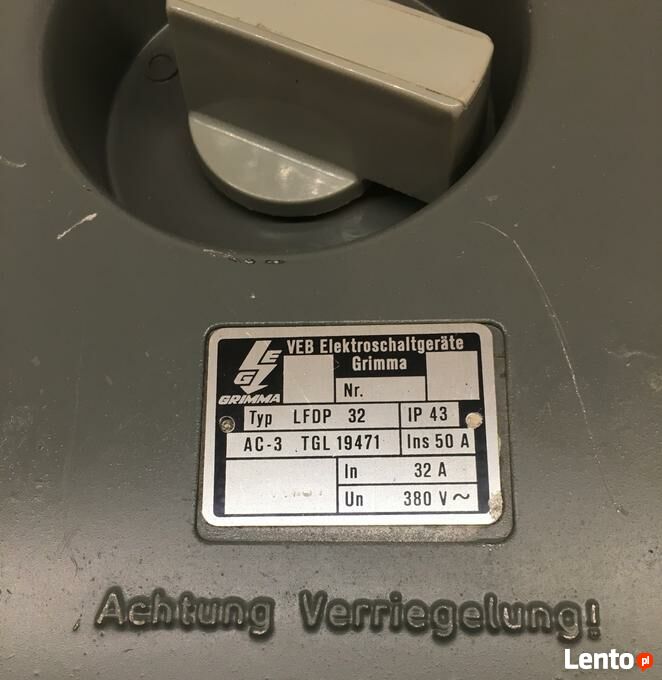 VEB Elektroschaltgeräte
Grimma
EG
GRIMMA
Nr.
Typ LFDP 32 IP 43
AC-3 TGL 19471 Ins 50 A
In 32 A
Un 380 V ~
Achtung Verriegelung!
Lento.pl